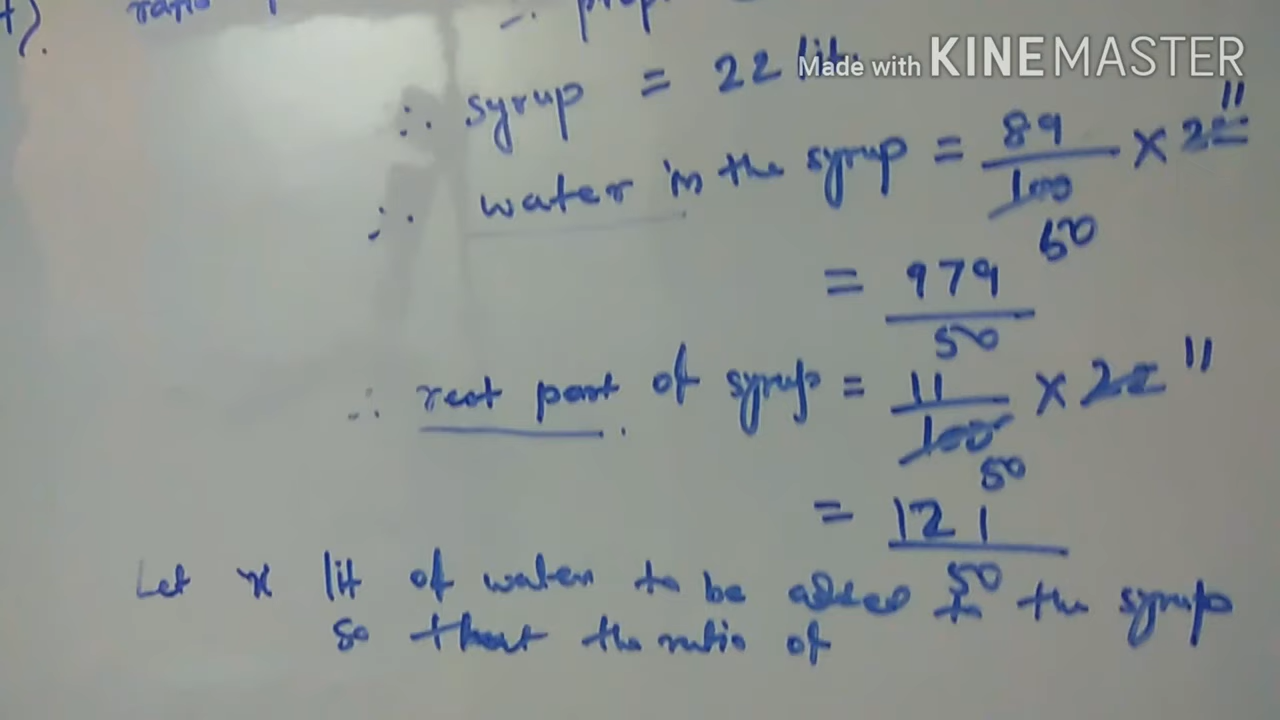 ratio
∴ prop
∴ syrup = 22 lit.
Made with KINEMASTER
∴ water in the syrup = 89/100 × 22 11
50
= 979/50
∴ rest part of syrup = 11/100 × 22 11
50
= 121/50
Let x lit of water to be added to the syrup
so that the ratio of